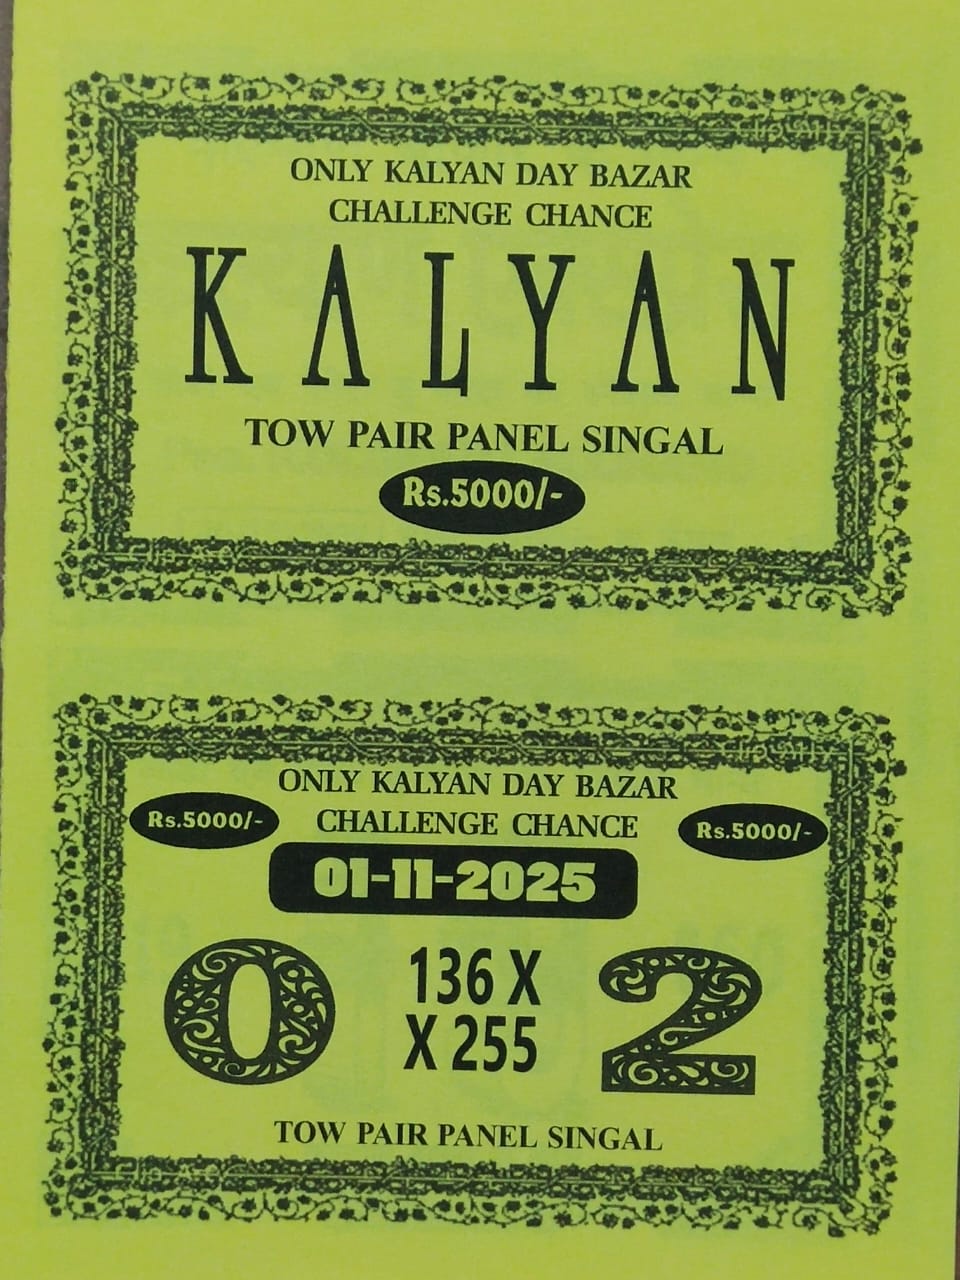 ONLY KALYAN DAY BAZAR
CHALLENGE CHANCE
KALYAN
TOW PAIR PANEL SINGAL
Rs.5000/-
ONLY KALYAN DAY BAZAR
Rs.5000/- CHALLENGE CHANCE Rs.5000/-
01-11-2025
0 136 X 2
X 255
TOW PAIR PANEL SINGAL